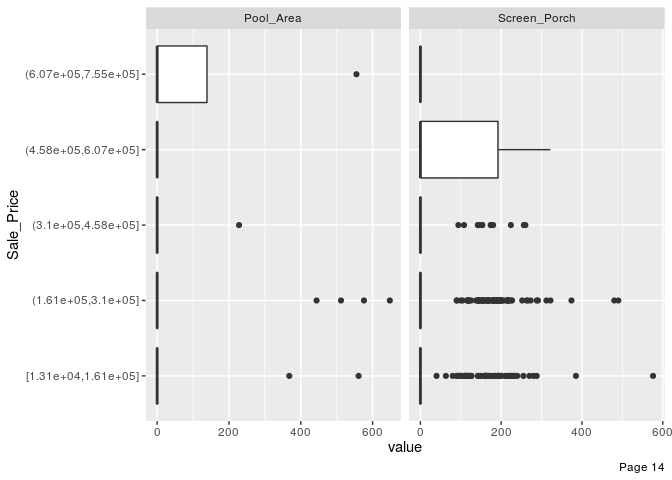 Pool_Area Screen_Porch
Sale_Price
(6.07e+05,7.55e+05]
(4.58e+05,6.07e+05]
(3.1e+05,4.58e+05]
(1.61e+05,3.1e+05]
[1.31e+04,1.61e+05]
0 200 400 600 0 200 400 600
value
Page 14